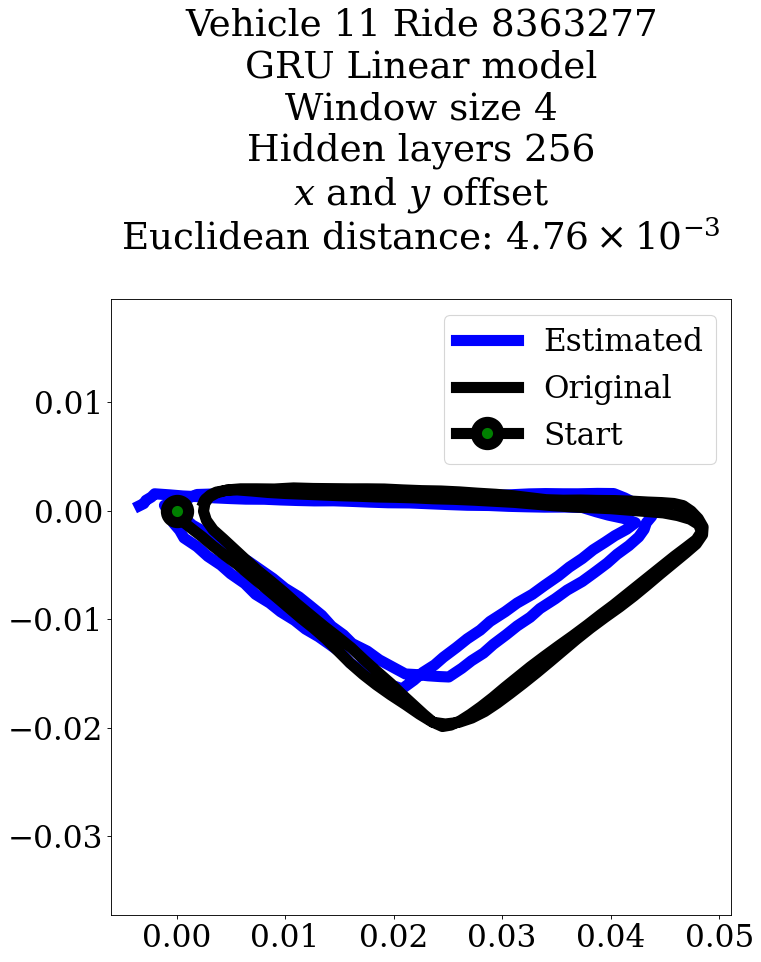 Vehicle 11 Ride 8363277
GRU Linear model
Window size 4
Hidden layers 256
x and y offset
Euclidean distance: 4.76 × 10⁻³
Estimated
Original
Start
0.01
0.00
−0.01
−0.02
−0.03
0.00 0.01 0.02 0.03 0.04 0.05